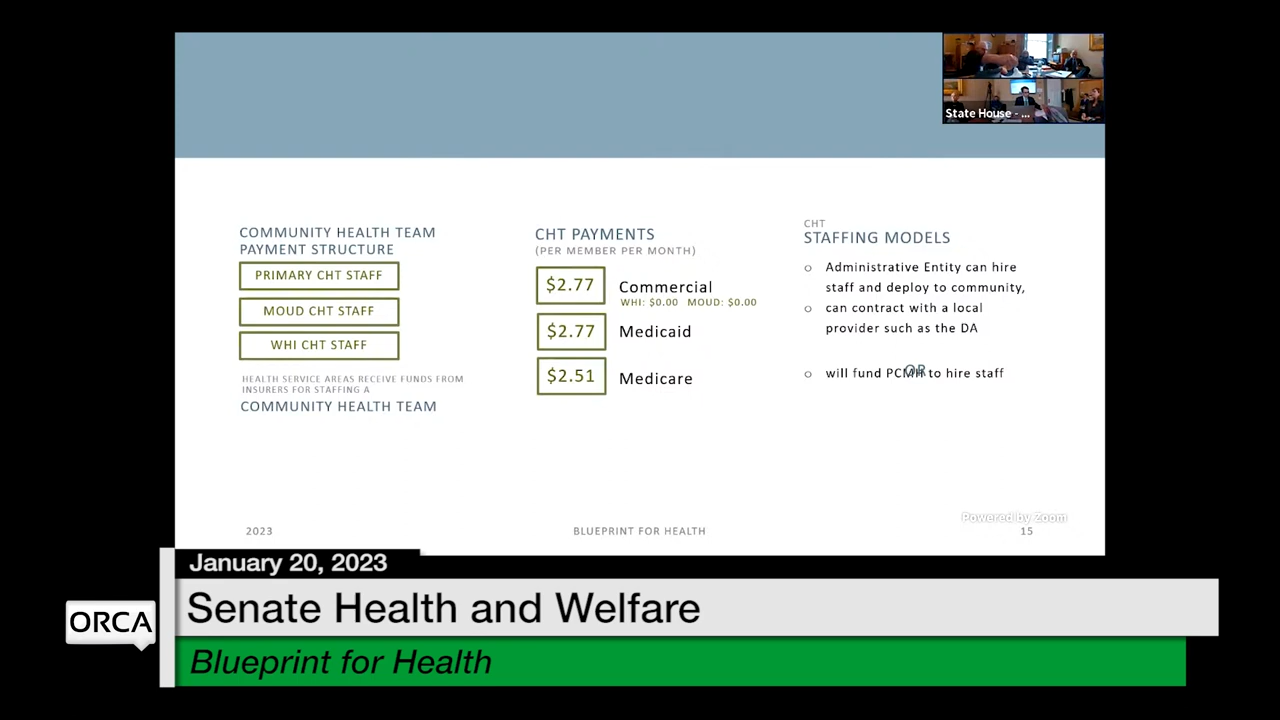 State House - ...
COMMUNITY HEALTH TEAM
PAYMENT STRUCTURE
PRIMARY CHT STAFF
MOUD CHT STAFF
WHI CHT STAFF
HEALTH SERVICE AREAS RECEIVE FUNDS FROM
INSURERS FOR STAFFING A
COMMUNITY HEALTH TEAM
CHT PAYMENTS
(PER MEMBER PER MONTH)
$2.77 Commercial
WHI: $0.00 MOUD: $0.00
$2.77 Medicaid
$2.51 Medicare
CHT
STAFFING MODELS
o Administrative Entity can hire
staff and deploy to community,
o can contract with a local
provider such as the DA
OR
o will fund PCMH to hire staff
Powered by Zoom
2023 BLUEPRINT FOR HEALTH 15
January 20, 2023
Senate Health and Welfare
ORCA
Blueprint for Health